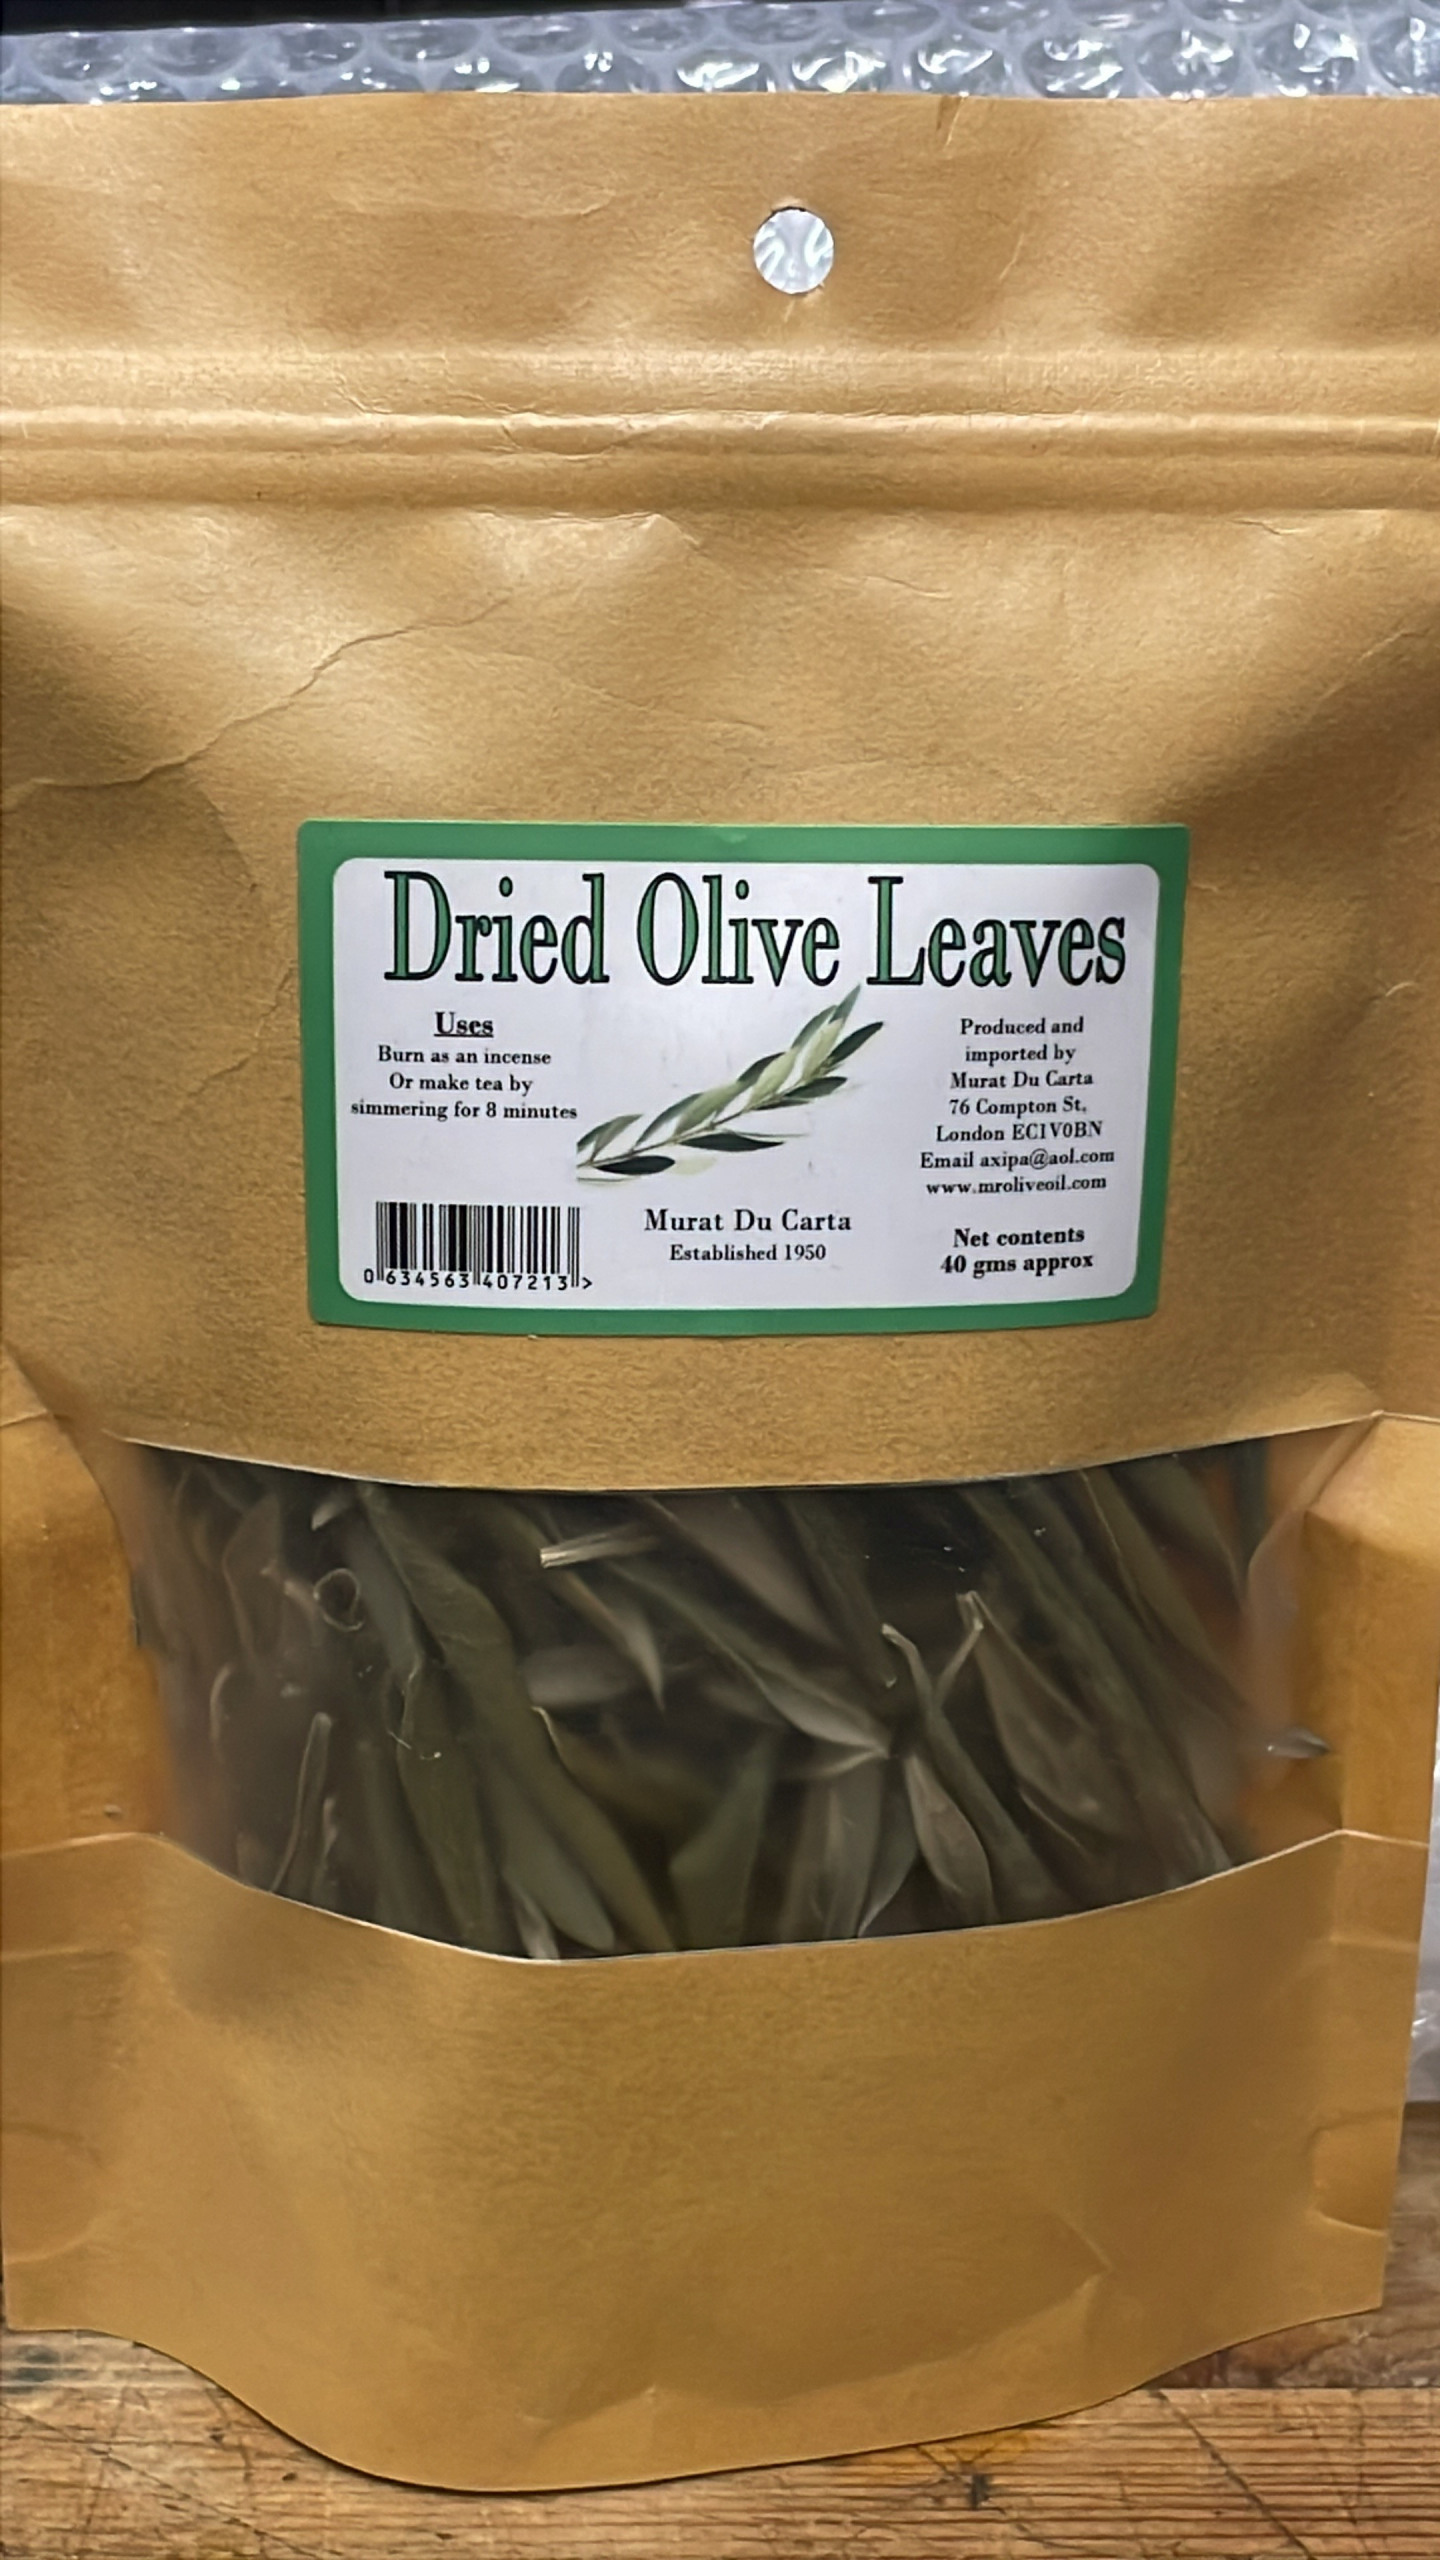 Dried Olive Leaves
Uses
Burn as an incense
Or make tea by
simmering for 8 minutes
Produced and
imported by
Murat Du Carta
76 Compton St,
London EC1V0BN
Email axipa@aol.com
www.mroliveoil.com
Murat Du Carta
Established 1950
Net contents
40 gms approx
0 634563 407213 >